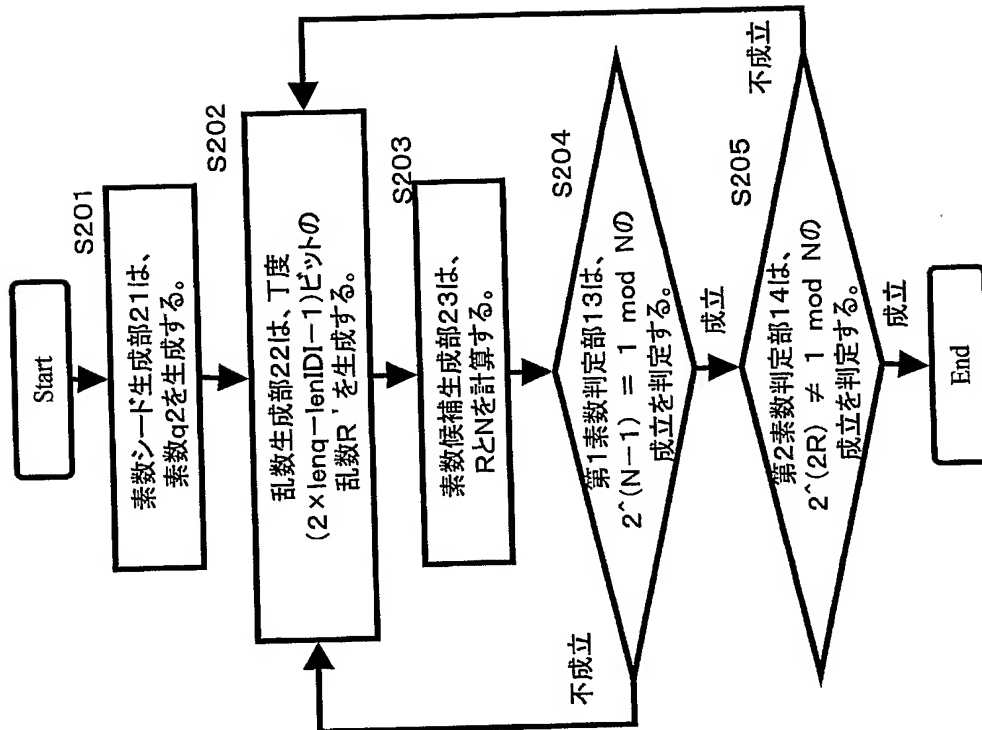 Start
S201
素数シード生成部21は、
素数q2を生成する。
S202
乱数生成部22は、丁度
(2×lenq−lenIDI−1)ビットの
乱数R'を生成する。
S203
素数候補生成部23は、
RとNを計算する。
S204
第1素数判定部13は、
2^(N−1) = 1 mod Nの
成立を判定する。
不成立
成立
S205
第2素数判定部14は、
2^(2R) ≠ 1 mod Nの
成立を判定する。
不成立
成立
End